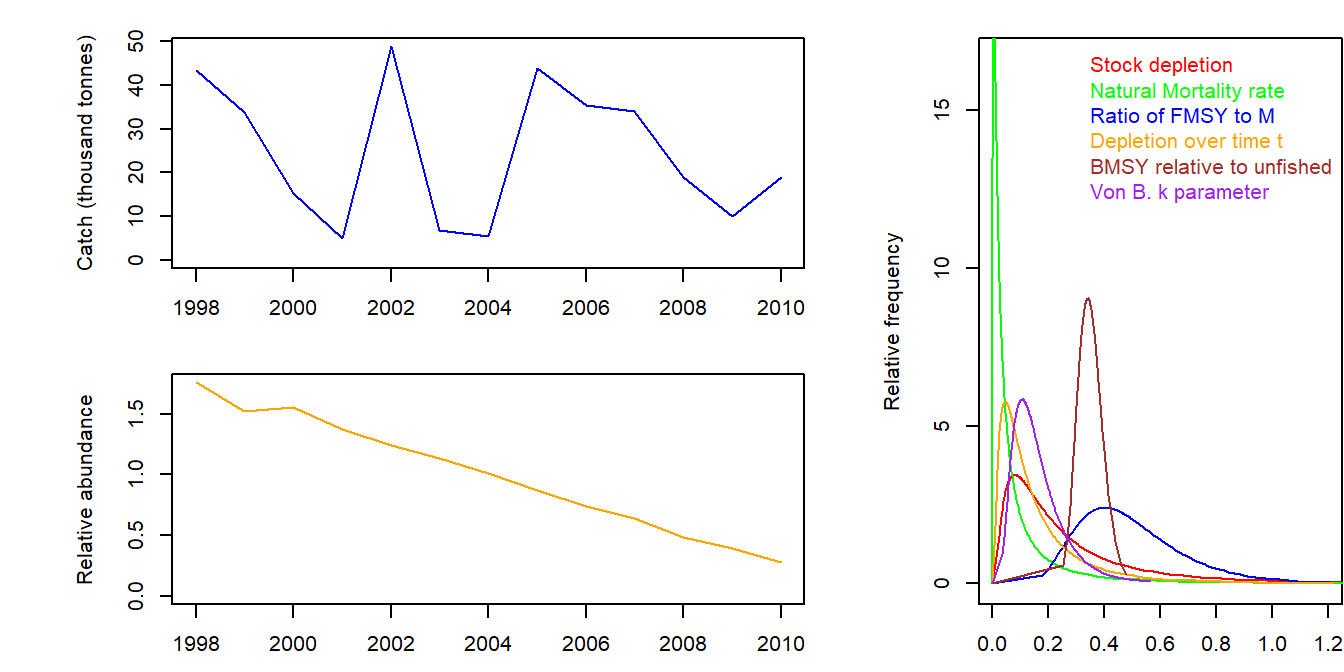 Catch (thousand tonnes)
0 10 20 30 40 50
1998 2000 2002 2004 2006 2008 2010
Relative abundance
0.0 0.5 1.0 1.5
1998 2000 2002 2004 2006 2008 2010
Relative frequency
0 5 10 15
0.0 0.2 0.4 0.6 0.8 1.0 1.2
Stock depletion
Natural Mortality rate
Ratio of FMSY to M
Depletion over time t
BMSY relative to unfished
Von B. k parameter